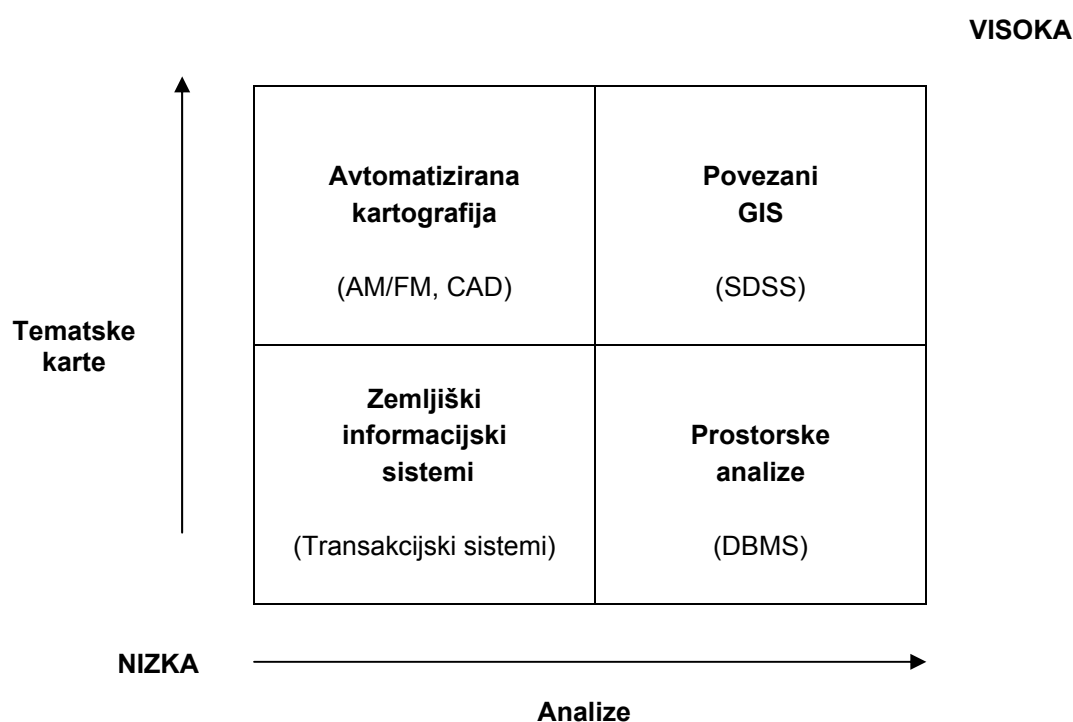 VISOKA
Avtomatizirana
kartografija
(AM/FM, CAD)
Povezani
GIS
(SDSS)
Tematske
karte
Zemljiški
informacijski
sistemi
(Transakcijski sistemi)
Prostorske
analize
(DBMS)
NIZKA
Analize